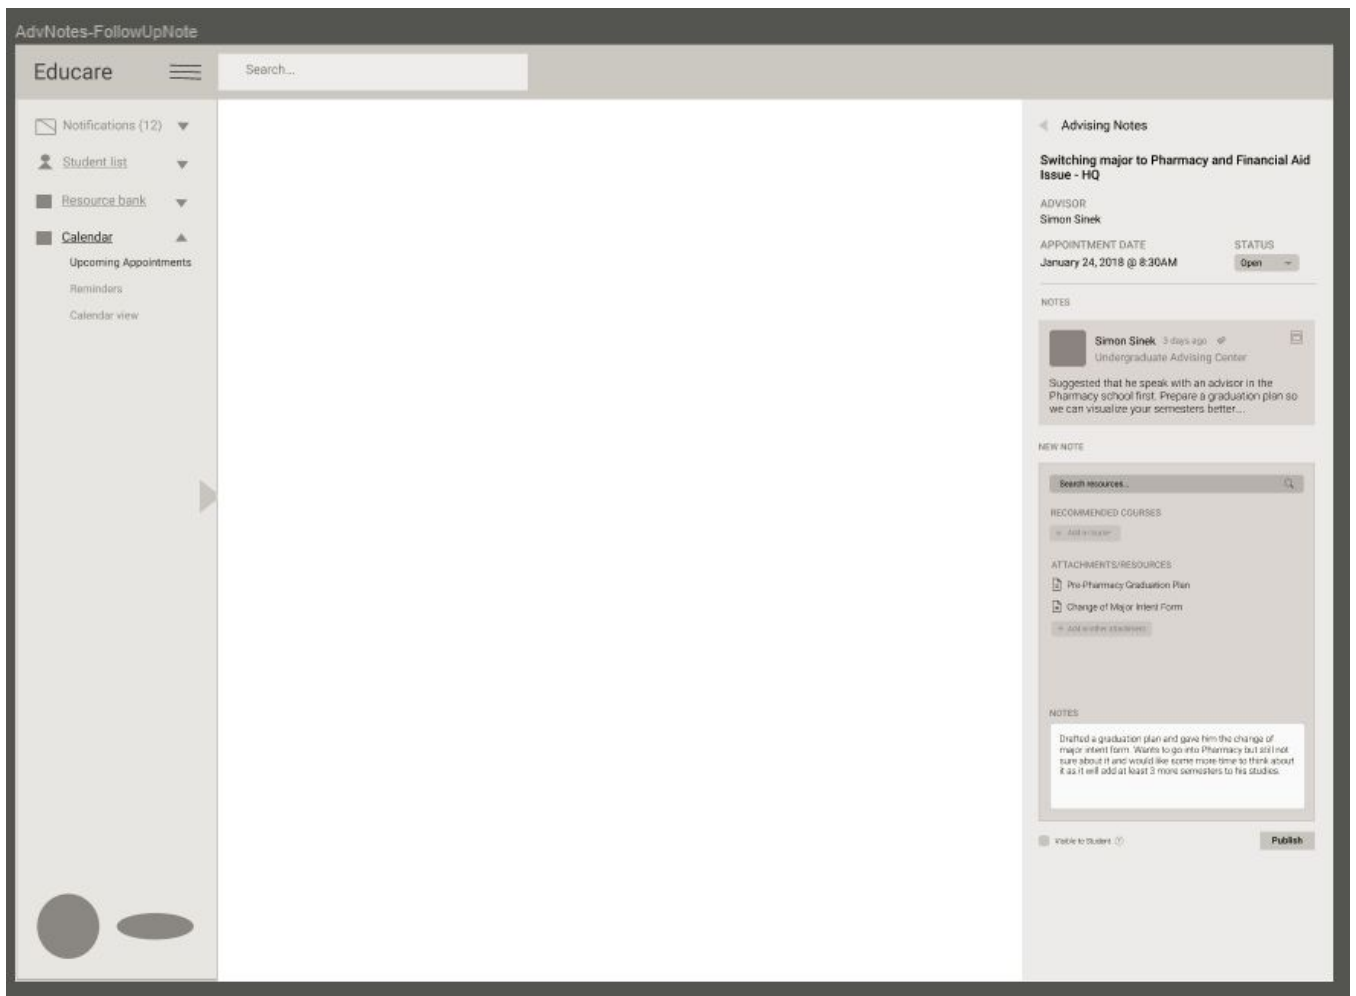 AdvNotes-FollowUpNote
Educare
Search...
Notifications (12)
Student list
Resource bank
Calendar
Upcoming Appointments
Reminders
Calendar view
Advising Notes
Switching major to Pharmacy and Financial Aid
Issue - HQ
ADVISOR
Simon Sinek
APPOINTMENT DATE
STATUS
January 24, 2018 @ 8:30AM
Open
NOTES
Simon Sinek 3 days ago
Undergraduate Advising Center
Suggested that he speak with an advisor in the
Pharmacy school first. Prepare a graduation plan so
we can visualize your semesters better...
NEW NOTE
Search resources...
RECOMMENDED COURSES
ATTACHMENTS/RESOURCES
Pre-Pharmacy Graduation Plan
Change of Major Intent Form
+ Add another attachment
NOTES
Drafted a graduation plan and gave him the change of
major intent form. Wants to go into Pharmacy but still not
sure about it and would like some more time to think about
it as it will add at least 3 more semesters to his studies.
Visible to Student
Publish